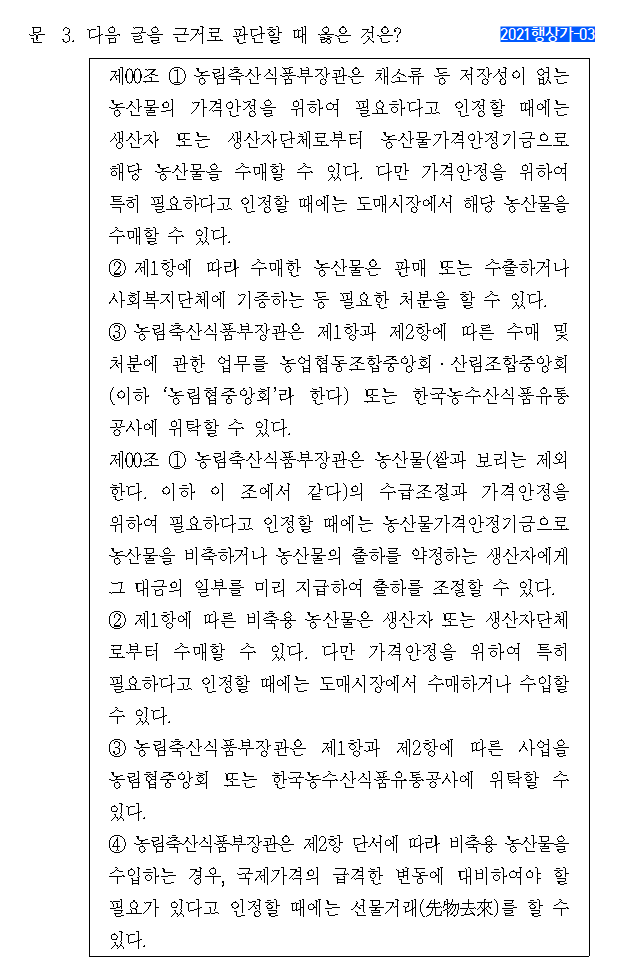 문 3. 다음 글을 근거로 판단할 때 옳은 것은?
2021행상가-03
제00조 ① 농림축산식품부장관은 채소류 등 저장성이 없는
농산물의 가격안정을 위하여 필요하다고 인정할 때에는
생산자 또는 생산자단체로부터 농산물가격안정기금으로
해당 농산물을 수매할 수 있다. 다만 가격안정을 위하여
특히 필요하다고 인정할 때에는 도매시장에서 해당 농산물을
수매할 수 있다.
② 제1항에 따라 수매한 농산물은 판매 또는 수출하거나
사회복지단체에 기증하는 등 필요한 처분을 할 수 있다.
③ 농림축산식품부장관은 제1항과 제2항에 따른 수매 및
처분에 관한 업무를 농업협동조합중앙회·산림조합중앙회
(이하 ‘농림협중앙회’라 한다) 또는 한국농수산식품유통
공사에 위탁할 수 있다.
제00조 ① 농림축산식품부장관은 농산물(쌀과 보리는 제외
한다. 이하 이 조에서 같다)의 수급조절과 가격안정을
위하여 필요하다고 인정할 때에는 농산물가격안정기금으로
농산물을 비축하거나 농산물의 출하를 약정하는 생산자에게
그 대금의 일부를 미리 지급하여 출하를 조절할 수 있다.
② 제1항에 따른 비축용 농산물은 생산자 또는 생산자단체
로부터 수매할 수 있다. 다만 가격안정을 위하여 특히
필요하다고 인정할 때에는 도매시장에서 수매하거나 수입할
수 있다.
③ 농림축산식품부장관은 제1항과 제2항에 따른 사업을
농림협중앙회 또는 한국농수산식품유통공사에 위탁할 수
있다.
④ 농림축산식품부장관은 제2항 단서에 따라 비축용 농산물을
수입하는 경우, 국제가격의 급격한 변동에 대비하여야 할
필요가 있다고 인정할 때에는 선물거래(先物去來)를 할 수
있다.